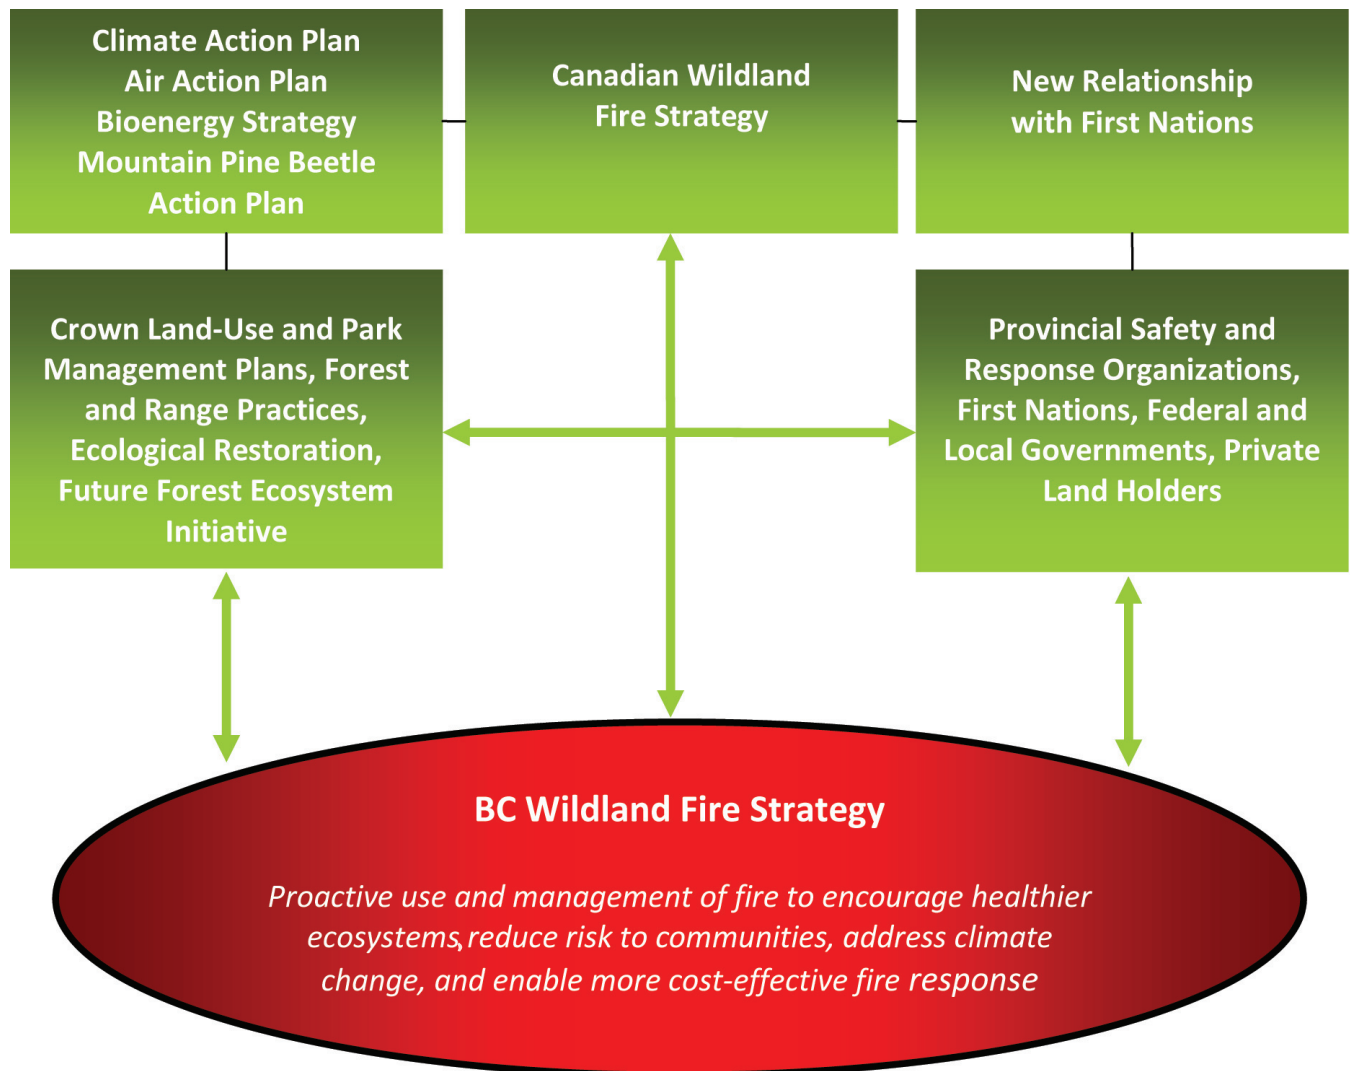 Climate Action Plan
Air Action Plan
Bioenergy Strategy
Mountain Pine Beetle
Action Plan
Canadian Wildland
Fire Strategy
New Relationship
with First Nations
Crown Land-Use and Park
Management Plans, Forest
and Range Practices,
Ecological Restoration,
Future Forest Ecosystem
Initiative
Provincial Safety and
Response Organizations,
First Nations, Federal and
Local Governments, Private
Land Holders
BC Wildland Fire Strategy
Proactive use and management of fire to encourage healthier
ecosystems, reduce risk to communities, address climate
change, and enable more cost-effective fire response